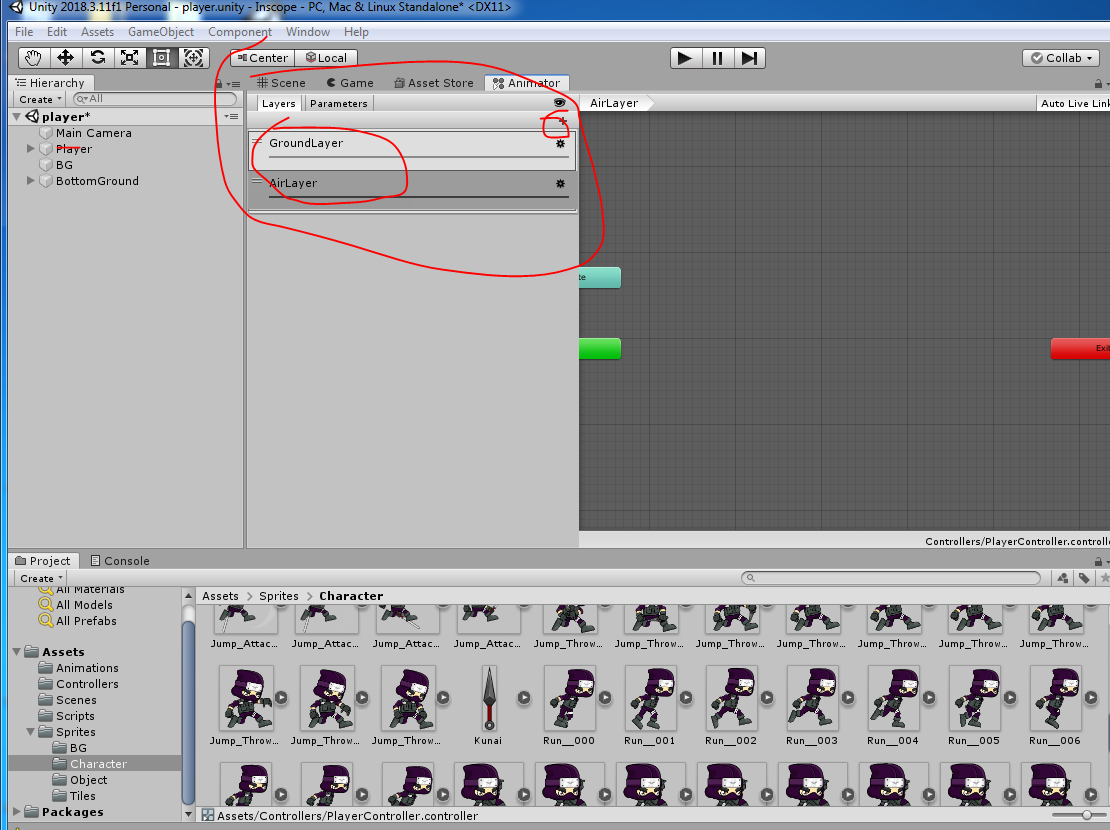 Unity 2018.3.11f1 Personal - player.unity - Inscope - PC, Mac & Linux Standalone* <DX11>
File Edit Assets GameObject Component Window Help
Center Local Collab
Hierarchy Scene Game Asset Store Animator
Create All Layers Parameters AirLayer Auto Live Link
player*
Main Camera
Player
BG
BottomGround
GroundLayer
AirLayer
Exit
Controllers/PlayerController.controlle
Project Console
Create
All Materials
All Models
All Prefabs
Assets
Animations
Controllers
Scenes
Scripts
Sprites
BG
Character
Object
Tiles
Packages
Assets > Sprites > Character
Jump_Attac... Jump_Attac... Jump_Attac... Jump_Attac... Jump_Throw... Jump_Throw... Jump_Throw... Jump_Throw... Jump_Throw... Jump_Throw... Jump_Throw...
Jump_Throw... Jump_Throw... Jump_Throw... Kunai Run__000 Run__001 Run__002 Run__003 Run__004 Run__005 Run__006
Assets/Controllers/PlayerController.controller